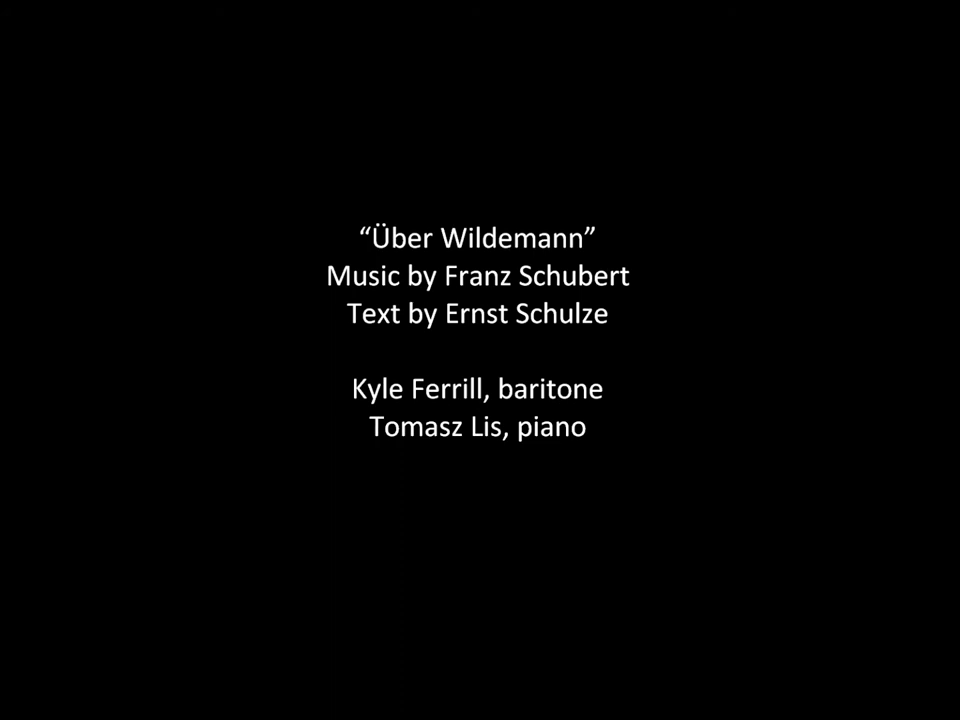 “Über Wildemann”
Music by Franz Schubert
Text by Ernst Schulze
Kyle Ferrill, baritone
Tomasz Lis, piano